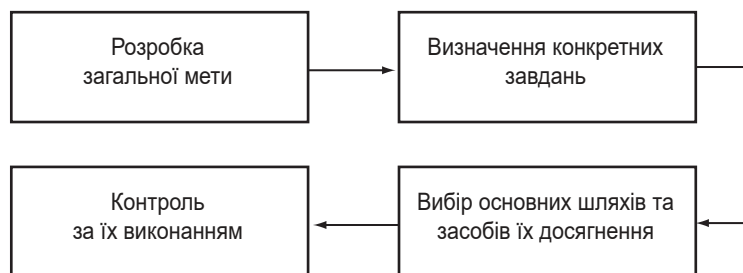 Розробка
загальної мети
Визначення конкретних
завдань
Вибір основних шляхів та
засобів їх досягнення
Контроль
за їх виконанням